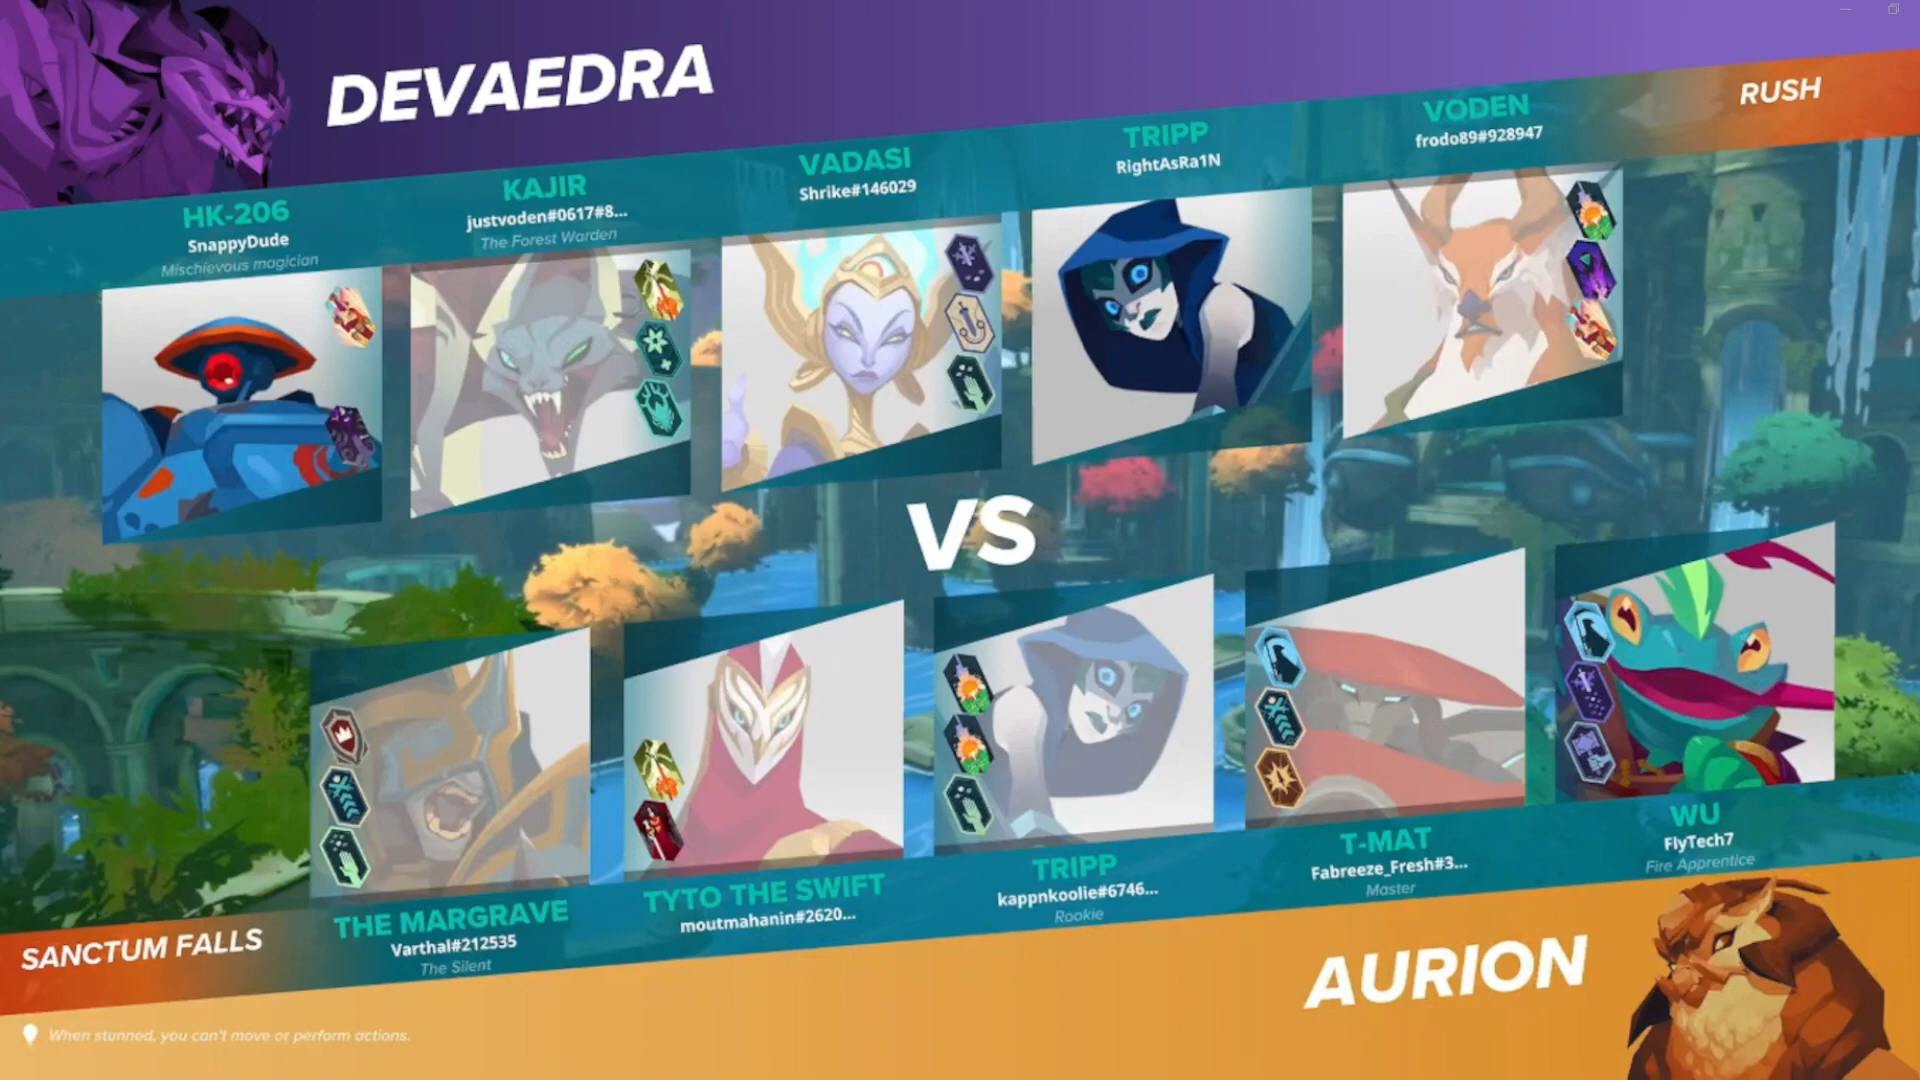 DEVAEDRA
RUSH
HK-206
SnappyDude
Mischievous magician
KAJIR
justvoden#0617#8...
The Forest Warden
VADASI
Shrike#146029
TRIPP
RightAsRa1N
VODEN
frodo89#928947
VS
THE MARGRAVE
Varthal#212535
The Silent
TYTO THE SWIFT
moutmahanin#2620...
TRIPP
kappnkoolie#6746...
Rookie
T-MAT
Fabreeze_Fresh#3...
Master
WU
FlyTech7
Fire Apprentice
SANCTUM FALLS
AURION
When stunned, you can't move or perform actions.